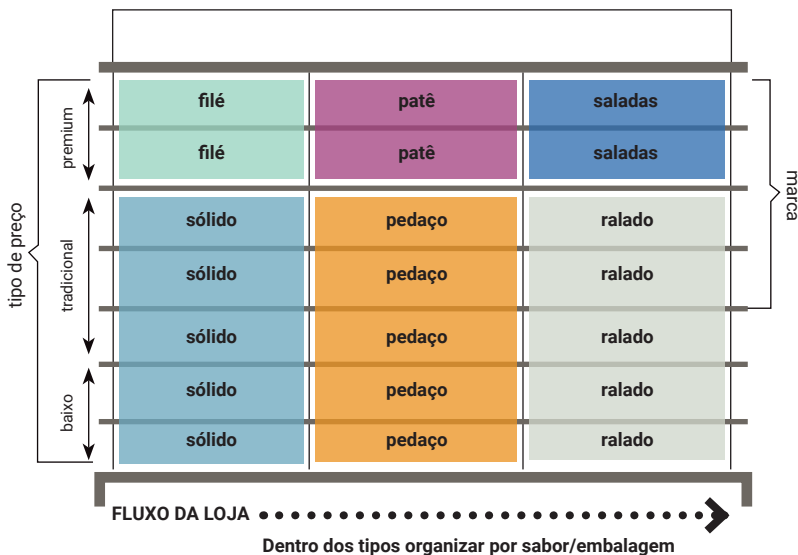 filé patê saladas
filé patê saladas
sólido pedaço ralado
sólido pedaço ralado
sólido pedaço ralado
sólido pedaço ralado
sólido pedaço ralado
tipo de preço
premium
tradicional
baixo
marca
FLUXO DA LOJA
Dentro dos tipos organizar por sabor/embalagem